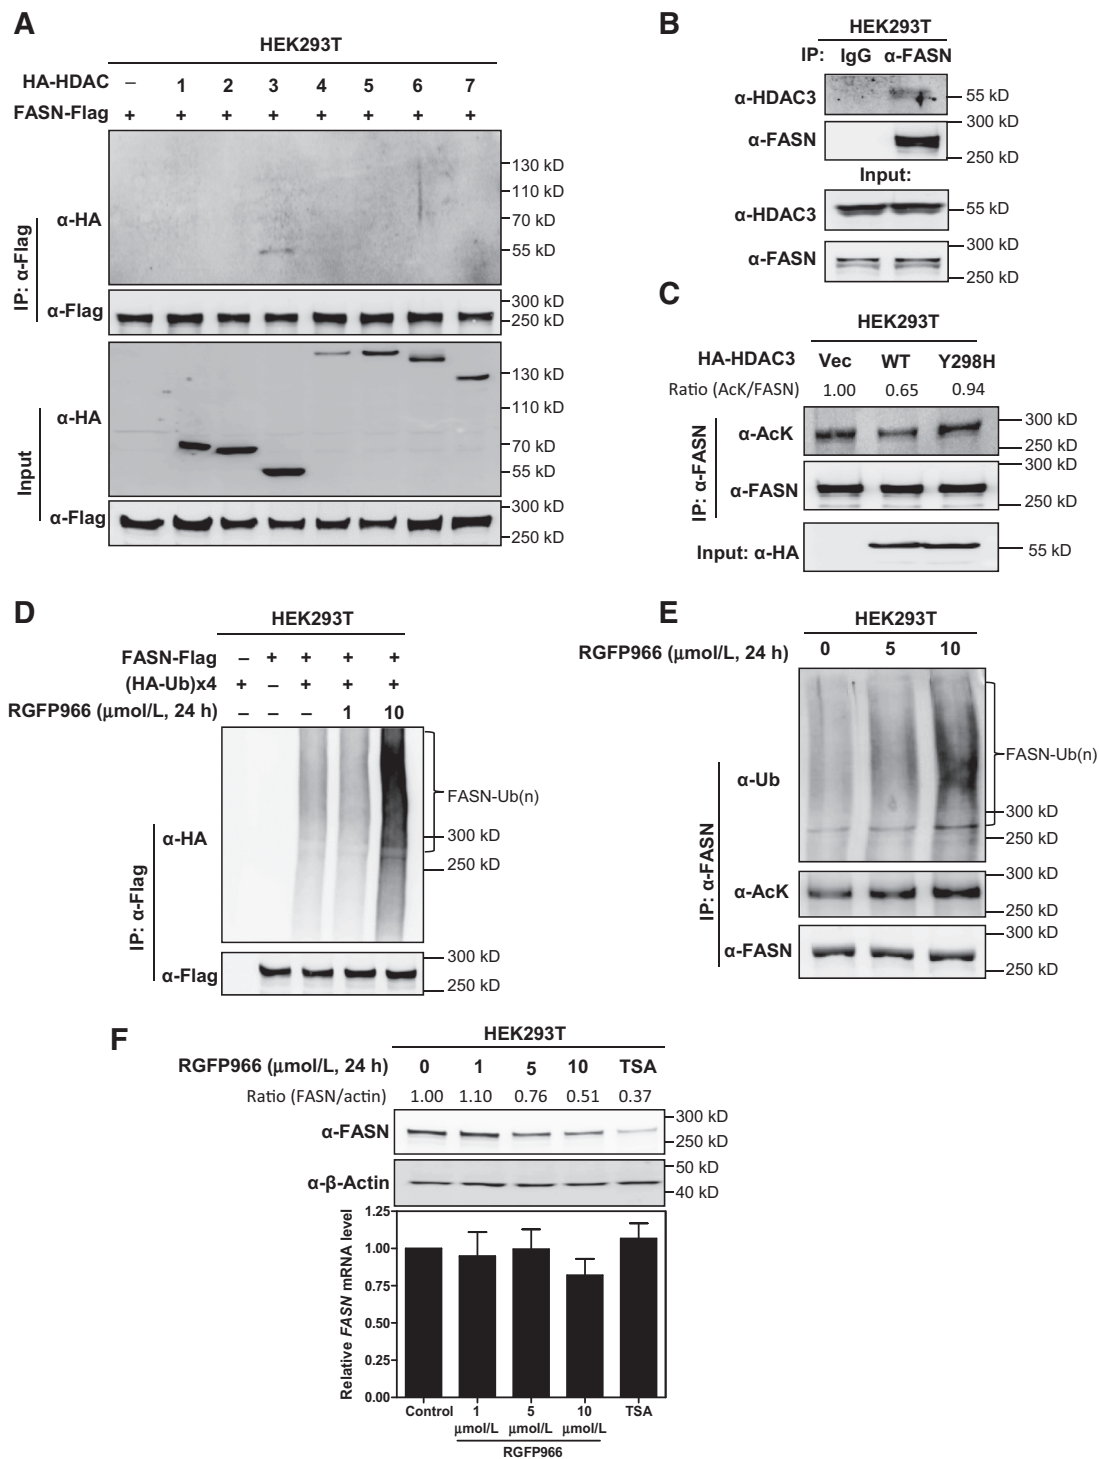 A
HEK293T
HA-HDAC – 1 2 3 4 5 6 7
FASN-Flag + + + + + + + +
IP: α-Flag
α-HA
130 kD
110 kD
70 kD
55 kD
α-Flag
300 kD
250 kD
Input
α-HA
130 kD
110 kD
70 kD
55 kD
α-Flag
300 kD
250 kD
B
HEK293T
IP: IgG α-FASN
α-HDAC3
55 kD
α-FASN
300 kD
250 kD
Input:
α-HDAC3
55 kD
α-FASN
300 kD
250 kD
C
HEK293T
HA-HDAC3 Vec WT Y298H
Ratio (AcK/FASN) 1.00 0.65 0.94
IP: α-FASN
α-AcK
300 kD
250 kD
α-FASN
300 kD
250 kD
Input: α-HA
55 kD
D
HEK293T
FASN-Flag – + + + +
(HA-Ub)x4 + – + + +
RGFP966 (μmol/L, 24 h) – – – 1 10
IP: α-Flag
α-HA
FASN-Ub(n)
300 kD
250 kD
α-Flag
300 kD
250 kD
E
HEK293T
RGFP966 (μmol/L, 24 h) 0 5 10
IP: α-FASN
α-Ub
FASN-Ub(n)
300 kD
250 kD
α-AcK
300 kD
250 kD
α-FASN
300 kD
250 kD
F
HEK293T
RGFP966 (μmol/L, 24 h) 0 1 5 10 TSA
Ratio (FASN/actin) 1.00 1.10 0.76 0.51 0.37
α-FASN
300 kD
250 kD
α-β-Actin
50 kD
40 kD
Relative FASN mRNA level
1.25
1.00
0.75
0.50
0.25
0.00
Control 1 5 10 TSA
μmol/L μmol/L μmol/L
RGFP966